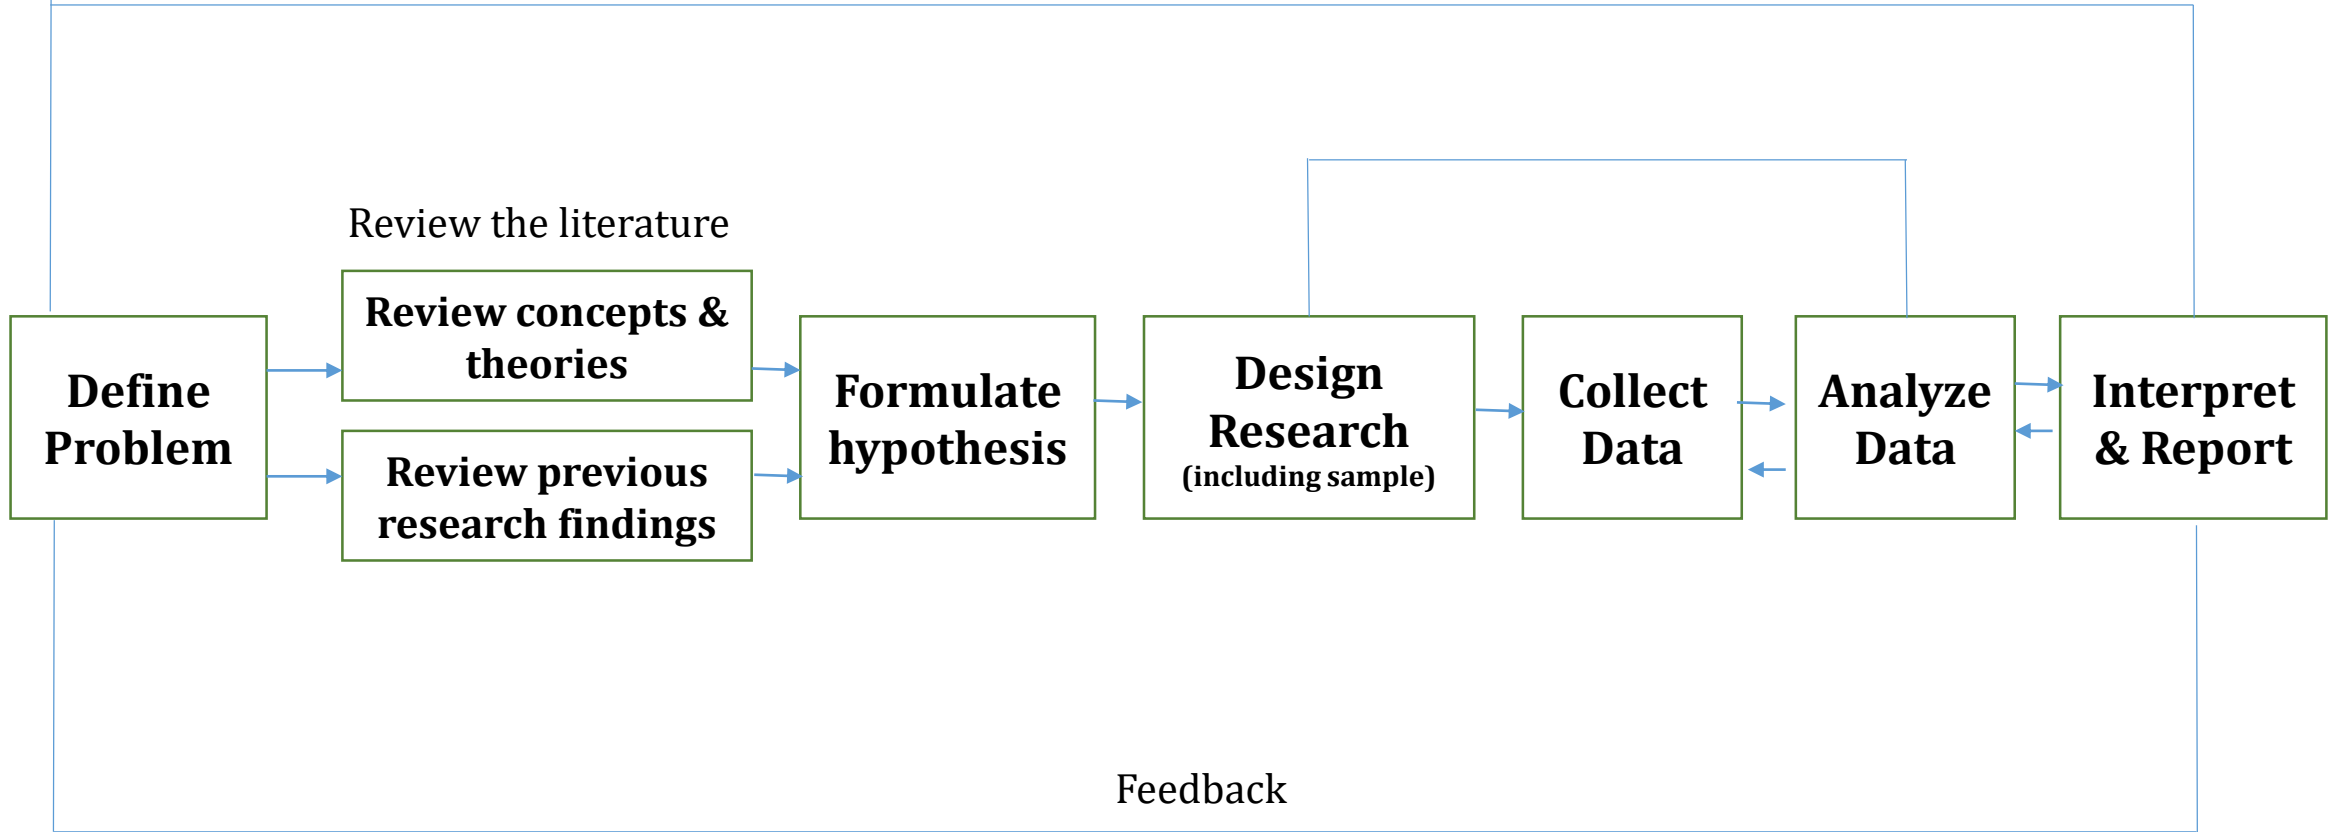 Review the literature
Define
Problem
Review concepts &
theories
Review previous
research findings
Formulate
hypothesis
Design
Research
(including sample)
Collect
Data
Analyze
Data
Interpret
& Report
Feedback